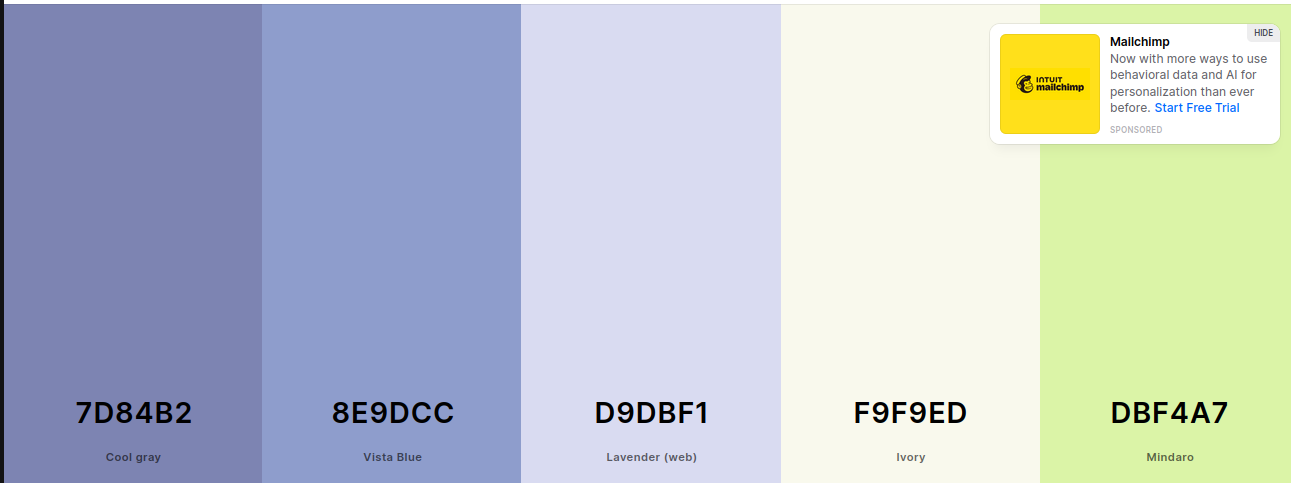 HIDE
Mailchimp
Now with more ways to use
behavioral data and AI for
personalization than ever
before. Start Free Trial
SPONSORED
INTUIT
mailchimp
7D84B2
Cool gray
8E9DCC
Vista Blue
D9DBF1
Lavender (web)
F9F9ED
Ivory
DBF4A7
Mindaro